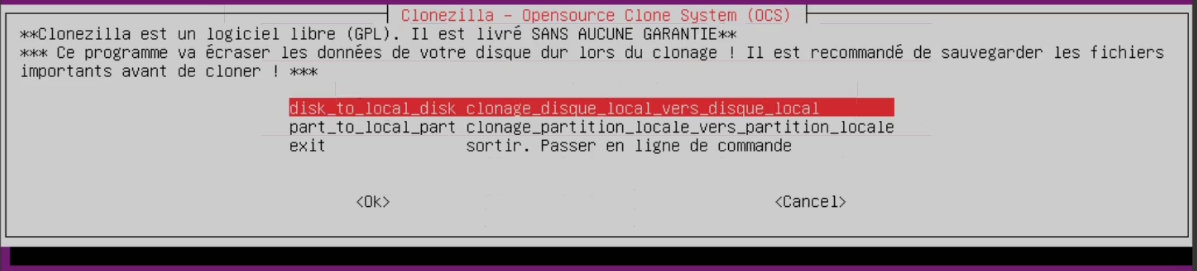 Clonezilla - Opensource Clone System (OCS)
**Clonezilla est un logiciel libre (GPL). Il est livré SANS AUCUNE GARANTIE**
*** Ce programme va écraser les données de votre disque dur lors du clonage ! Il est recommandé de sauvegarder les fichiers
importants avant de cloner ! ***
disk_to_local_disk clonage_disque_local_vers_disque_local
part_to_local_part clonage_partition_locale_vers_partition_locale
exit sortir. Passer en ligne de commande
<Ok> <Cancel>